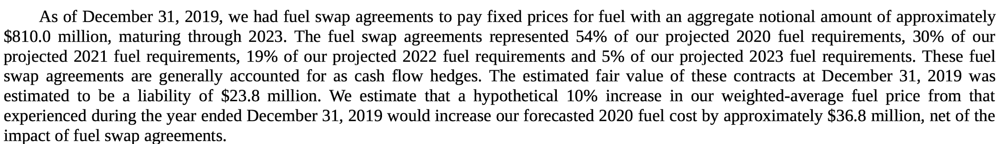 As of December 31, 2019, we had fuel swap agreements to pay fixed prices for fuel with an aggregate notional amount of approximately
$810.0 million, maturing through 2023. The fuel swap agreements represented 54% of our projected 2020 fuel requirements, 30% of our
projected 2021 fuel requirements, 19% of our projected 2022 fuel requirements and 5% of our projected 2023 fuel requirements. These fuel
swap agreements are generally accounted for as cash flow hedges. The estimated fair value of these contracts at December 31, 2019 was
estimated to be a liability of $23.8 million. We estimate that a hypothetical 10% increase in our weighted-average fuel price from that
experienced during the year ended December 31, 2019 would increase our forecasted 2020 fuel cost by approximately $36.8 million, net of the
impact of fuel swap agreements.